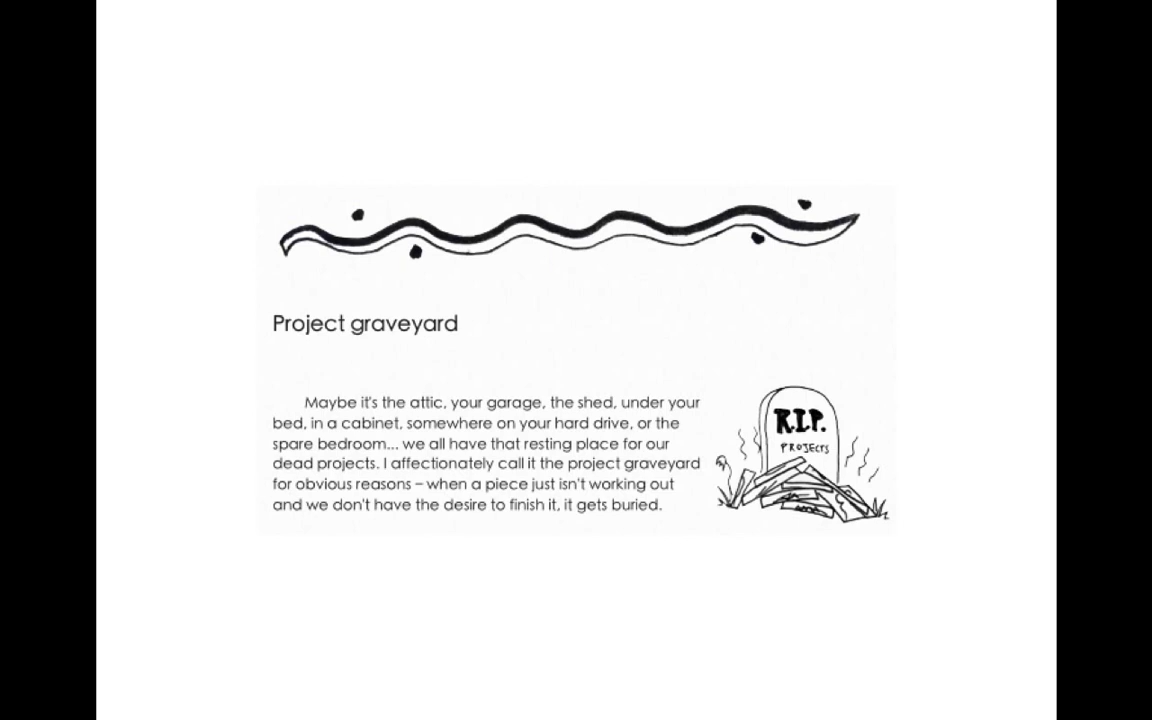 Project graveyard
Maybe it's the attic, your garage, the shed, under your
bed, in a cabinet, somewhere on your hard drive, or the
spare bedroom... we all have that resting place for our
dead projects. I affectionately call it the project graveyard
for obvious reasons – when a piece just isn't working out
and we don't have the desire to finish it, it gets buried.
R.I.P.
PROJECTS